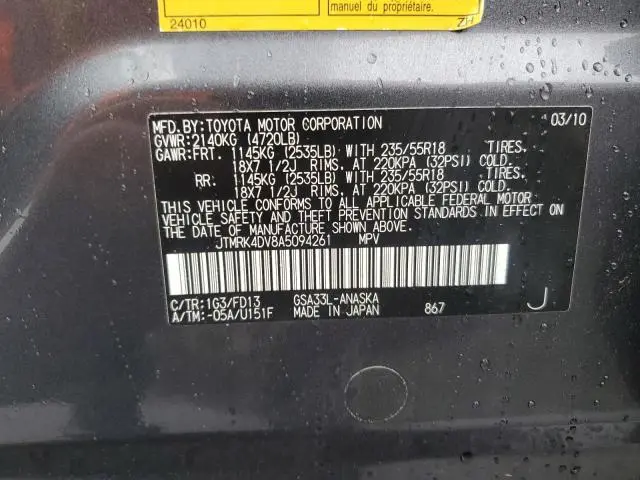 manuel du propriétaire.
24010 ZH
MFD.BY:TOYOTA MOTOR CORPORATION 03/10
GVWR:2140KG (4720LB)
GAWR:FRT. 1145KG (2535LB) WITH 235/55R18 TIRES.
18X7 1/2J RIMS. AT 220KPA (32PSI) COLD.
RR: 1145KG (2535LB) WITH 235/55R18 TIRES.
18X7 1/2J RIMS. AT 220KPA (32PSI) COLD.
THIS VEHICLE CONFORMS TO ALL APPLICABLE FEDERAL MOTOR
VEHICLE SAFETY AND THEFT PREVENTION STANDARDS IN EFFECT ON
THE DATE OF MANUFACTURE SHOWN ABOVE.
JTMRK4DV8A5094261 MPV
C/TR:1G3/FD13 GSA33L-ANASKA
A/TM:-05A/U151F MADE IN JAPAN 867 J